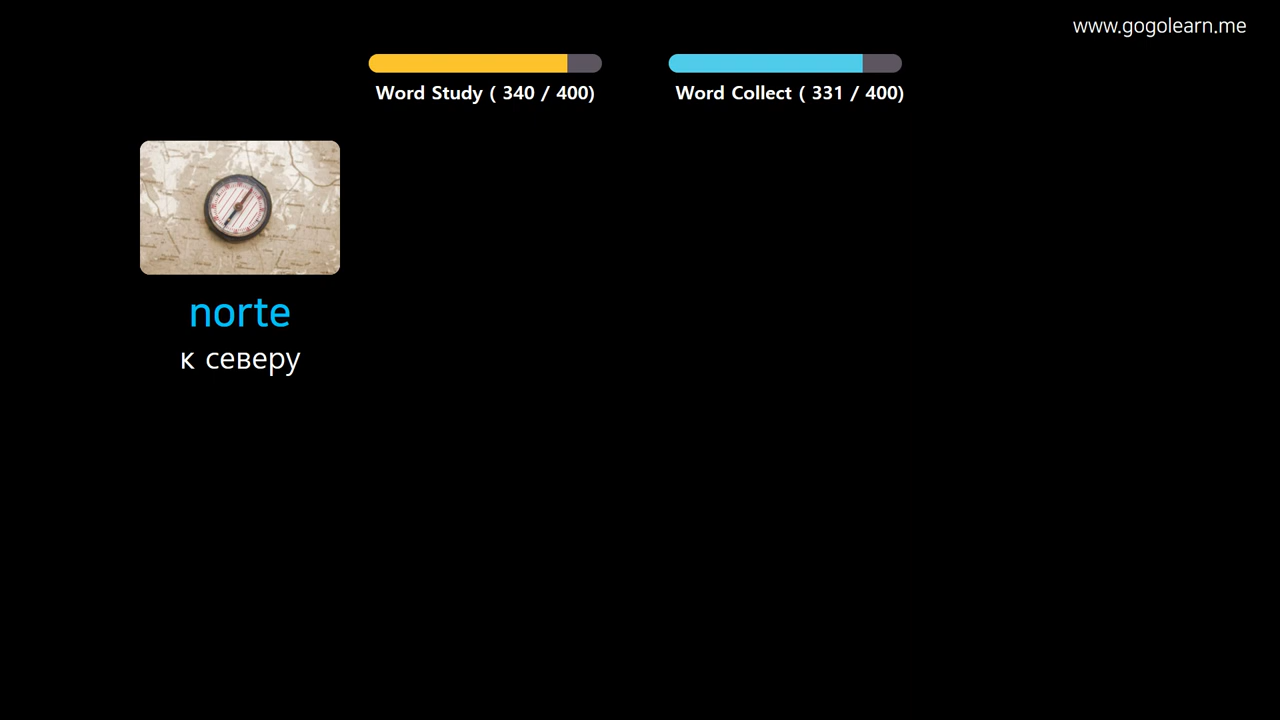 www.gogolearn.me
Word Study ( 340 / 400)
Word Collect ( 331 / 400)
norte
к северу